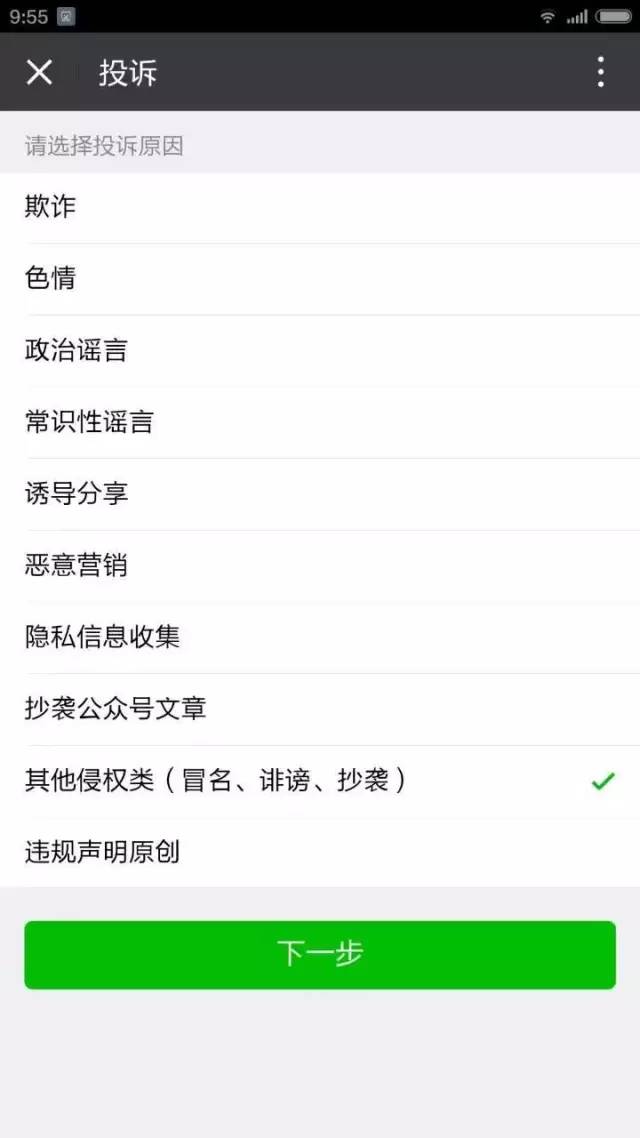 9:55
投诉
请选择投诉原因
欺诈
色情
政治谣言
常识性谣言
诱导分享
恶意营销
隐私信息收集
抄袭公众号文章
其他侵权类（冒名、诽谤、抄袭）
违规声明原创
下一步